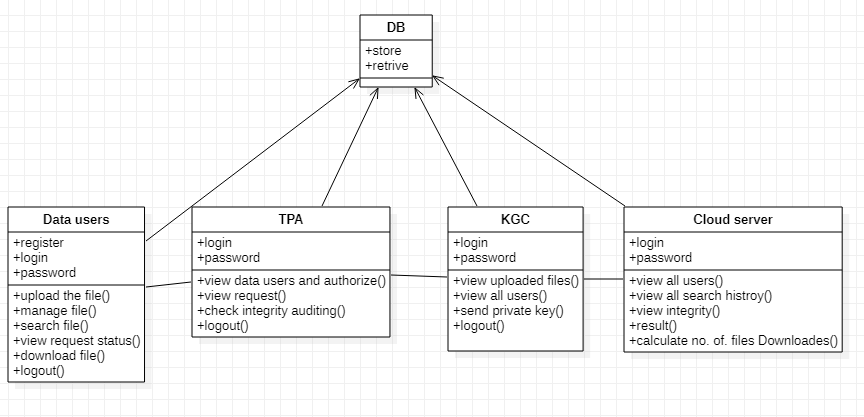 DB
+store
+retrive
Data users
+register
+login
+password
+upload the file()
+manage file()
+search file()
+view request status()
+download file()
+logout()
TPA
+login
+password
+view data users and authorize()
+view request()
+check integrity auditing()
+logout()
KGC
+login
+password
+view uploaded files()
+view all users()
+send private key()
+logout()
Cloud server
+login
+password
+view all users()
+view all search histroy()
+view integrity()
+result()
+calculate no. of. files Downloades()